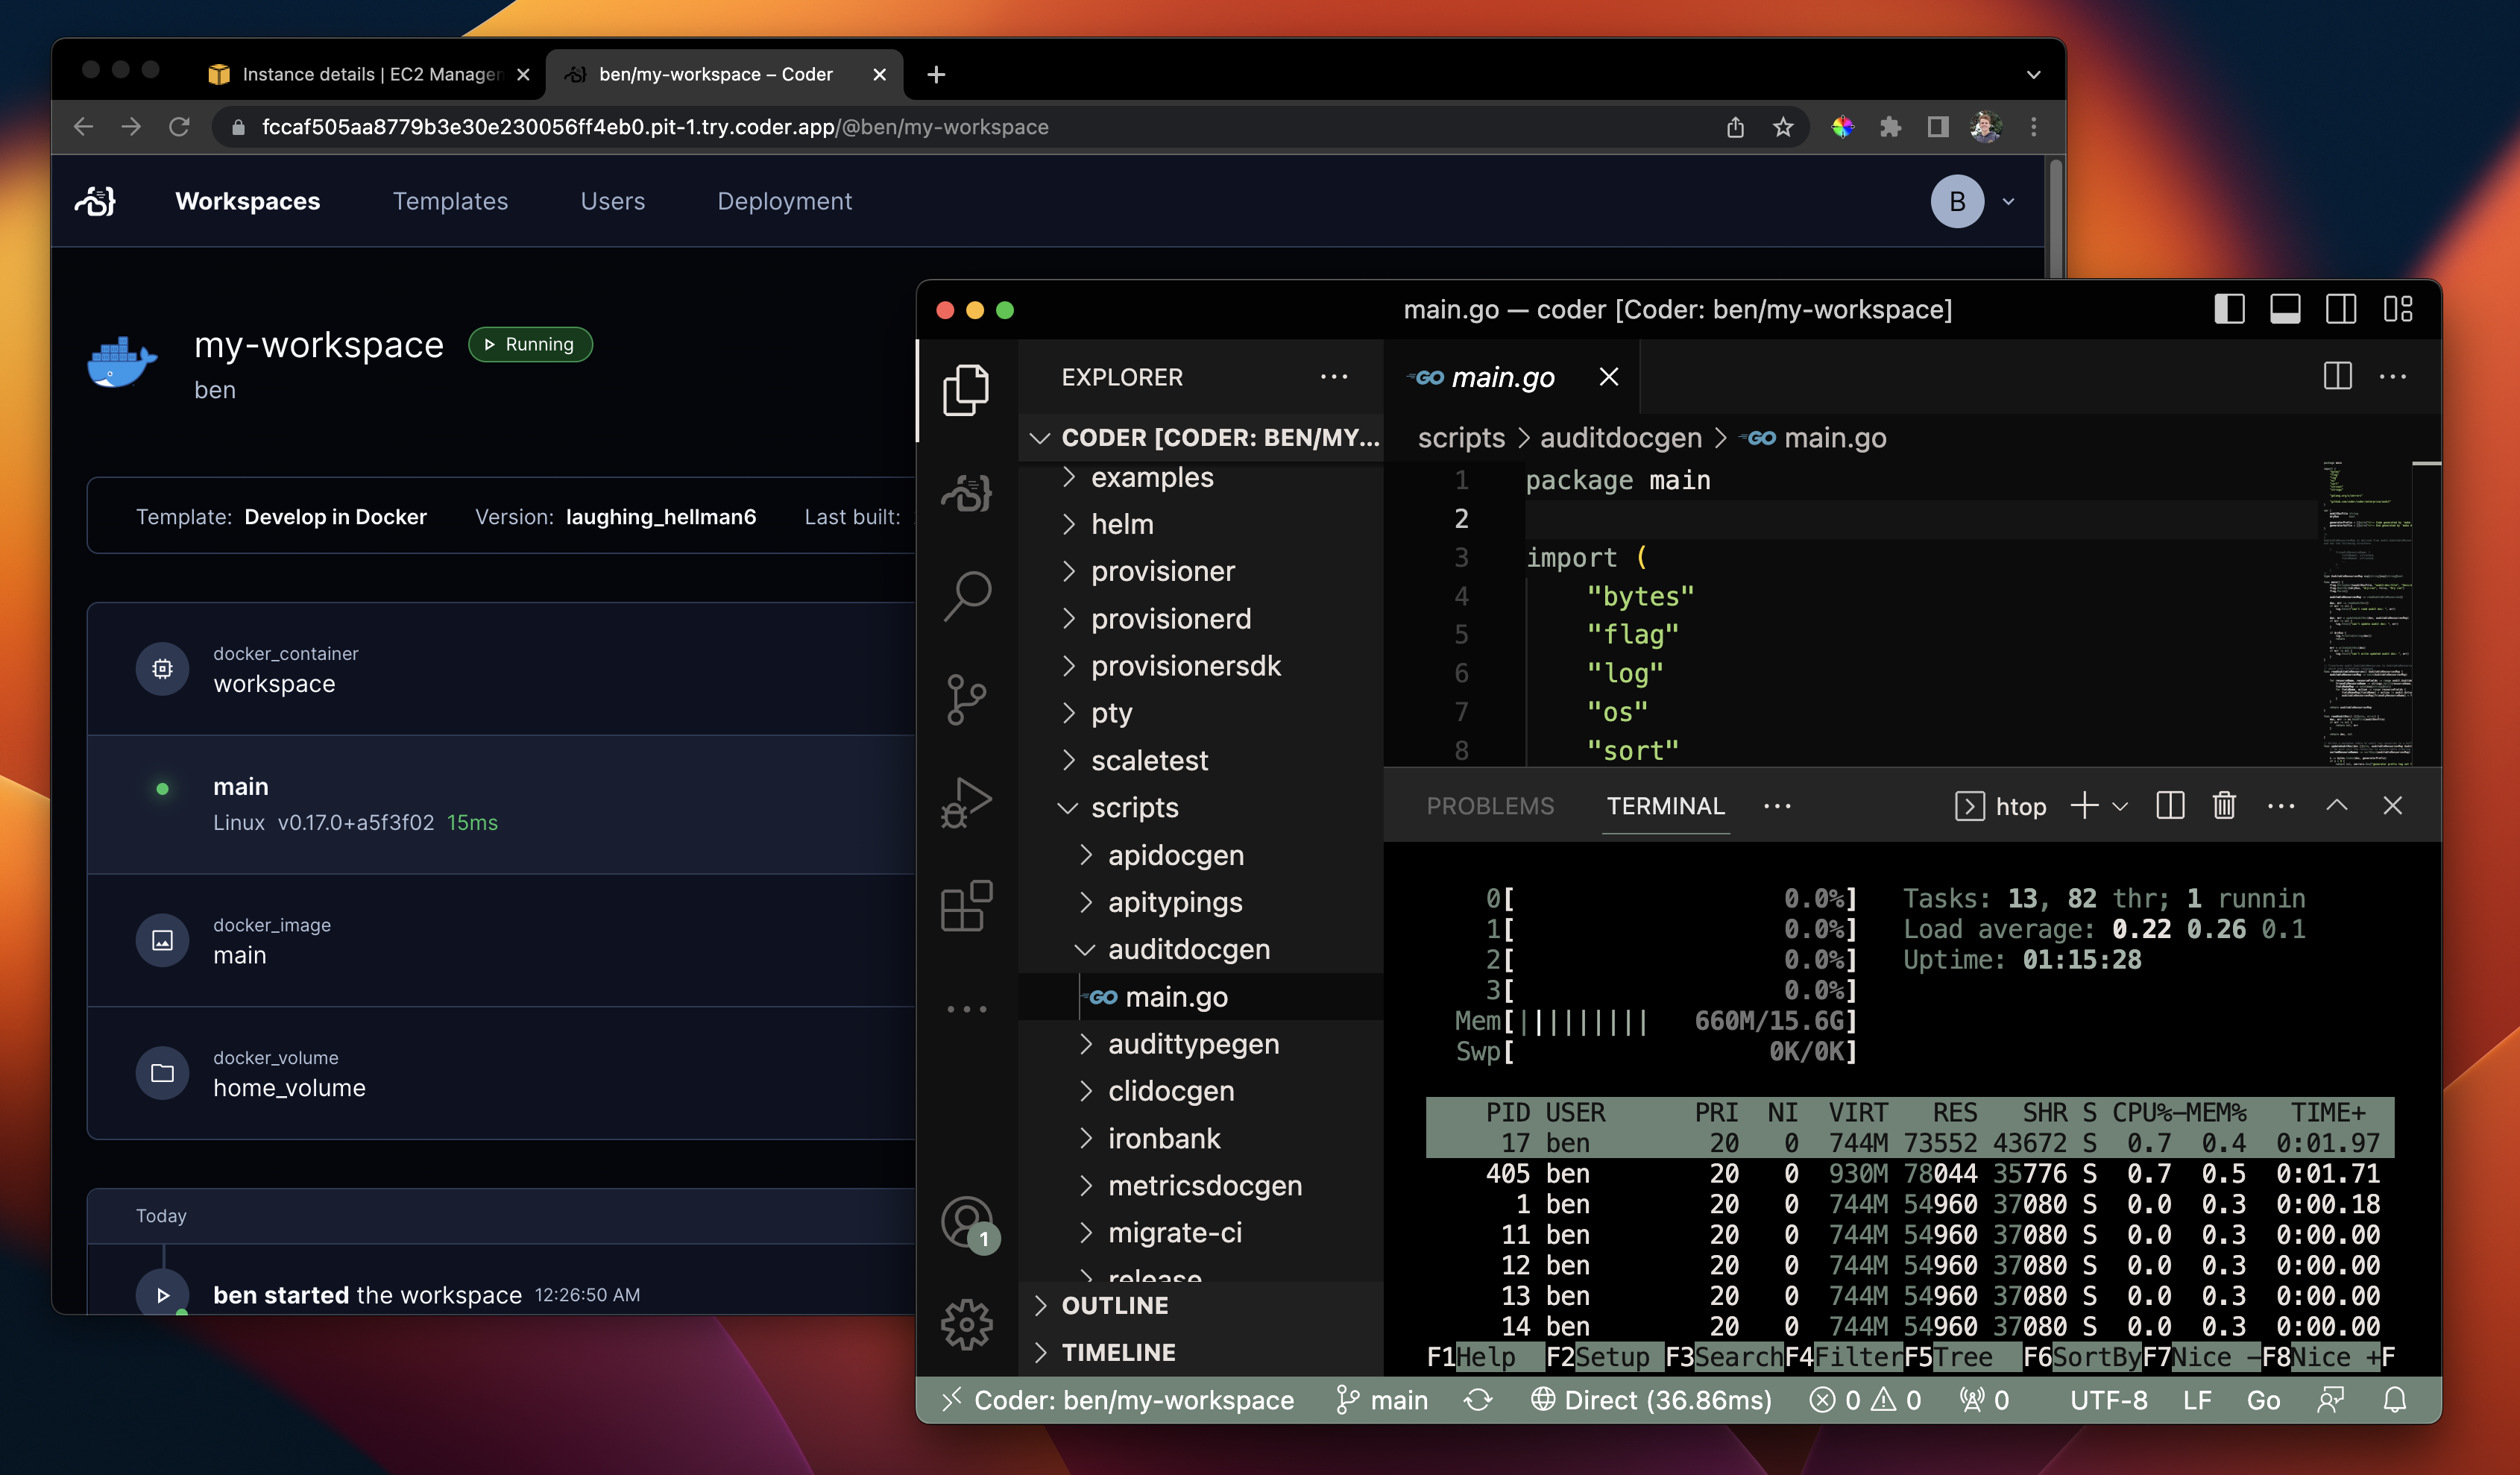 Instance details | EC2 Managen
ben/my-workspace – Coder
fccaf505aa8779b3e30e230056ff4eb0.pit-1.try.coder.app/@ben/my-workspace
Workspaces Templates Users Deployment
B
my-workspace
Running
ben
Template: Develop in Docker Version: laughing_hellman6 Last built:
docker_container
workspace
main
Linux v0.17.0+a5f3f02 15ms
docker_image
main
docker_volume
home_volume
Today
ben started the workspace 12:26:50 AM
main.go — coder [Coder: ben/my-workspace]
EXPLORER
CODER [CODER: BEN/MY...
examples
helm
provisioner
provisionerd
provisionersdk
pty
scaletest
scripts
apidocgen
apitypings
auditdocgen
GO main.go
audittypegen
clidocgen
ironbank
metricsdocgen
migrate-ci
release
OUTLINE
TIMELINE
1
GO main.go
scripts > auditdocgen > GO main.go
1 package main
2
3 import (
4 "bytes"
5 "flag"
6 "log"
7 "os"
8 "sort"
PROBLEMS TERMINAL
htop
0[ 0.0%] Tasks: 13, 82 thr; 1 runnin
1[ 0.0%] Load average: 0.22 0.26 0.1
2[ 0.0%] Uptime: 01:15:28
3[ 0.0%]
Mem[||||||||| 660M/15.6G]
Swp[ 0K/0K]
PID USER PRI NI VIRT RES SHR S CPU%-MEM% TIME+
17 ben 20 0 744M 73552 43672 S 0.7 0.4 0:01.97
405 ben 20 0 930M 78044 35776 S 0.7 0.5 0:01.71
1 ben 20 0 744M 54960 37080 S 0.0 0.3 0:00.18
11 ben 20 0 744M 54960 37080 S 0.0 0.3 0:00.00
12 ben 20 0 744M 54960 37080 S 0.0 0.3 0:00.00
13 ben 20 0 744M 54960 37080 S 0.0 0.3 0:00.00
14 ben 20 0 744M 54960 37080 S 0.0 0.3 0:00.00
F1Help F2Setup F3SearchF4FilterF5Tree F6SortByF7Nice -F8Nice +F
Coder: ben/my-workspace main Direct (36.86ms) 0 0 0 UTF-8 LF Go